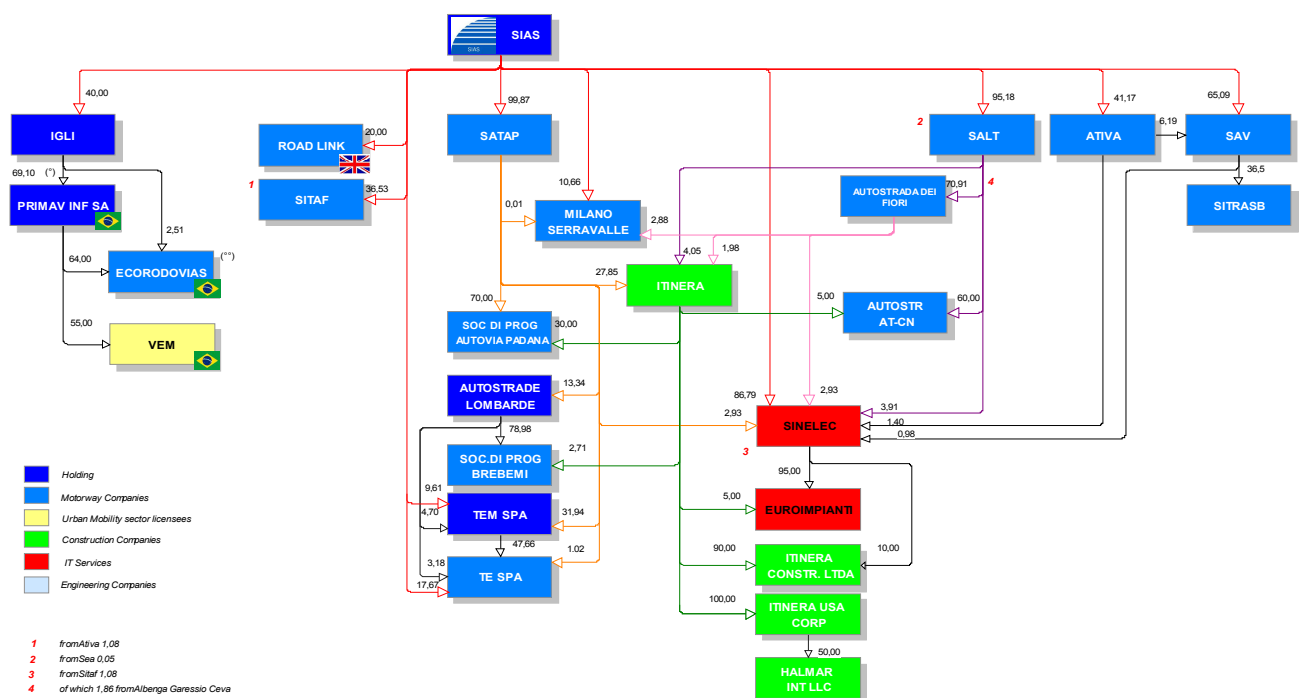 SIAS
SIAS
40,00
99,87
95,18
41,17
65,09
IGLI
ROAD LINK
20,00
SATAP
2
SALT
ATIVA
6,19
SAV
69,10
(°)
1
SITAF
36,53
10,66
4
36,5
PRIMAV INF SA
0,01
MILANO
SERRAVALLE
2,88
AUTOSTRADA DEI
FIORI
70,91
SITRASB
2,51
(°°)
64,00
ECORODOVIAS
4,05
1,98
27,85
ITINERA
70,00
5,00
60,00
AUTOSTR
AT-CN
55,00
VEM
SOC DI PROG
AUTOVIA PADANA
30,00
AUTOSTRADE
LOMBARDE
13,34
86,79
2,93
3,91
2,93
SINELEC
1,40
0,98
78,98
3
SOC.DI PROG
BREBEMI
2,71
95,00
Holding
Motorway Companies
Urban Mobility sector licensees
Construction Companies
IT Services
Engineering Companies
9,61
4,70
TEM SPA
31,94
5,00
EUROIMPIANTI
47,66
3,18
17,67
TE SPA
1.02
90,00
ITINERA
CONSTR. LTDA
10,00
100,00
ITINERA USA
CORP
50,00
HALMAR
INT LLC
1 fromAtiva 1,08
2 fromSea 0,05
3 fromSitaf 1,08
4 of which 1,86 fromAlbenga Garessio Ceva